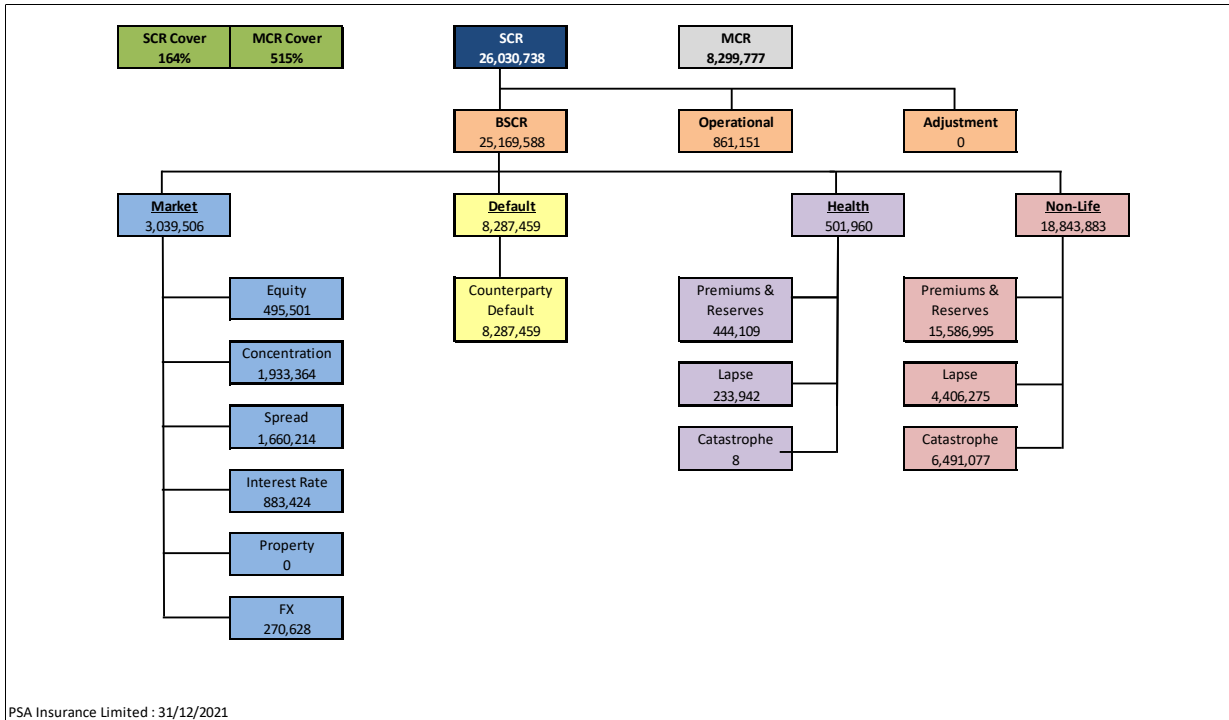 SCR Cover
164%
MCR Cover
515%
SCR
26,030,738
MCR
8,299,777
BSCR
25,169,588
Operational
861,151
Adjustment
0
Market
3,039,506
Default
8,287,459
Health
501,960
Non-Life
18,843,883
Equity
495,501
Concentration
1,933,364
Spread
1,660,214
Interest Rate
883,424
Property
0
FX
270,628
Counterparty
Default
8,287,459
Premiums &
Reserves
444,109
Lapse
233,942
Catastrophe
8
Premiums &
Reserves
15,586,995
Lapse
4,406,275
Catastrophe
6,491,077
PSA Insurance Limited : 31/12/2021